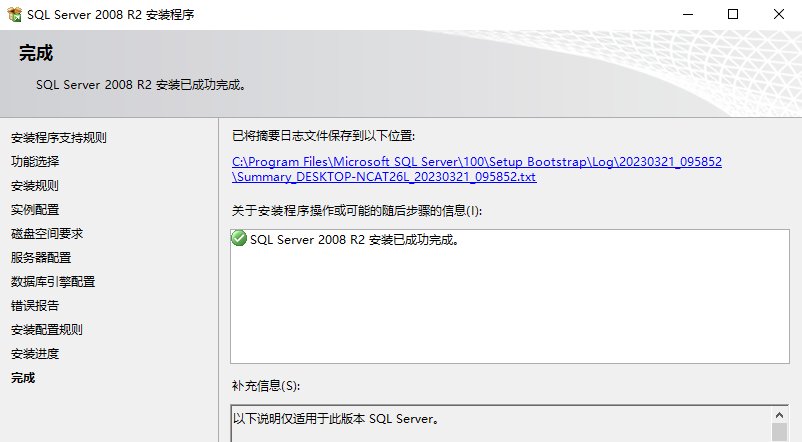 SQL Server 2008 R2 安装程序
完成
SQL Server 2008 R2 安装已成功完成。
安装程序支持规则
功能选择
安装规则
实例配置
磁盘空间要求
服务器配置
数据库引擎配置
错误报告
安装配置规则
安装进度
完成
已将摘要日志文件保存到以下位置:
C:\Program Files\Microsoft SQL Server\100\Setup Bootstrap\Log\20230321_095852
\Summary_DESKTOP-NCAT26L_20230321_095852.txt
关于安装程序操作或可能的随后步骤的信息(I):
SQL Server 2008 R2 安装已成功完成。
补充信息(S):
以下说明仅适用于此版本 SQL Server。